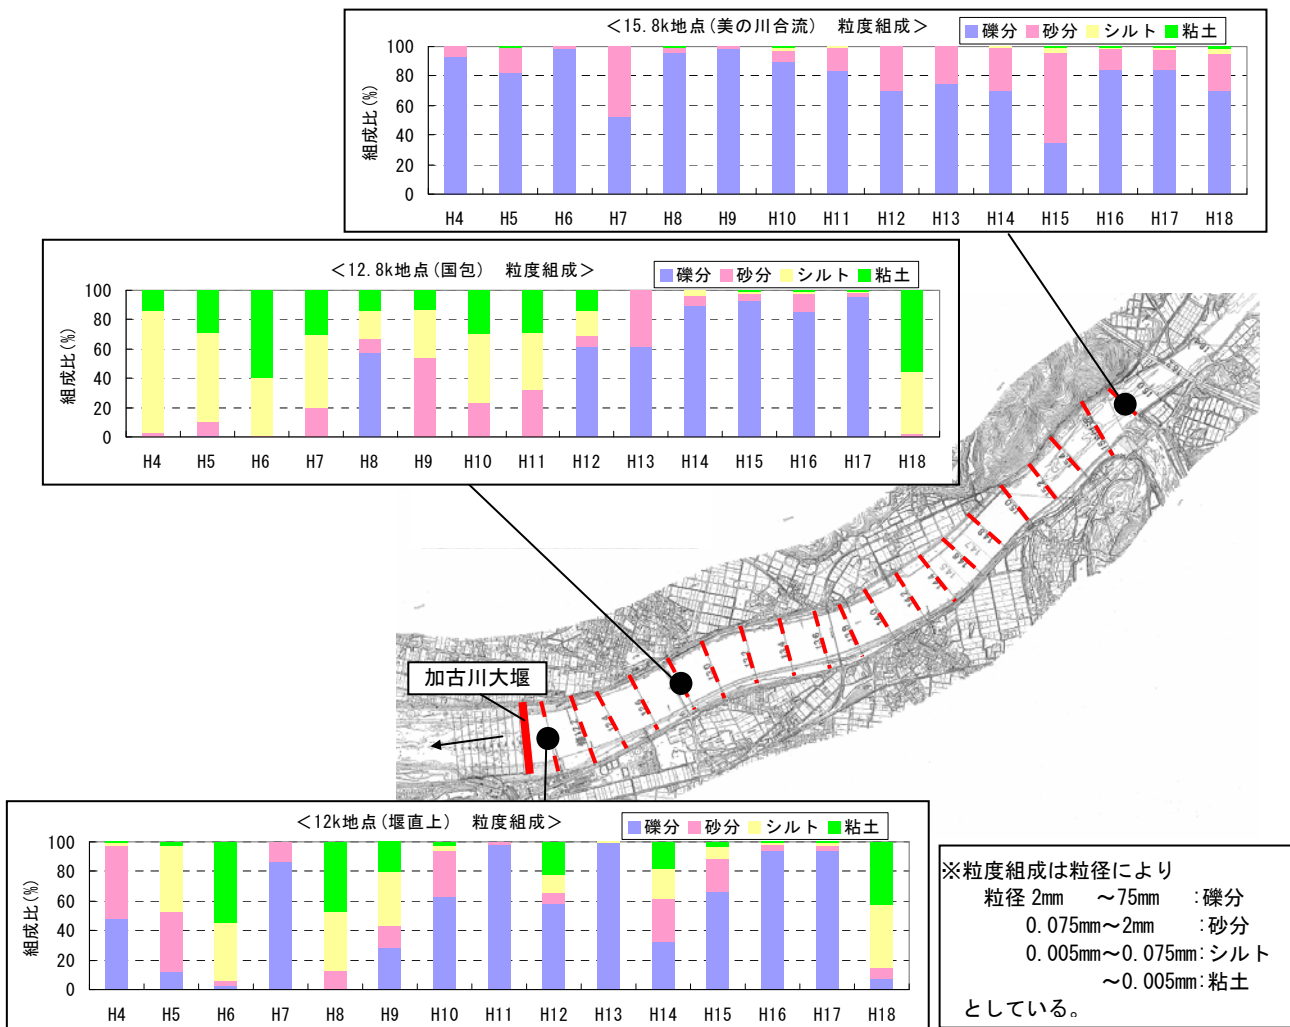 <15.8k地点(美の川合流)　粒度組成>
礫分 砂分 シルト 粘土
組成比(%)
100
80
60
40
20
0
H4 H5 H6 H7 H8 H9 H10 H11 H12 H13 H14 H15 H16 H17 H18
<12.8k地点(国包)　粒度組成>
礫分 砂分 シルト 粘土
組成比(%)
100
80
60
40
20
0
H4 H5 H6 H7 H8 H9 H10 H11 H12 H13 H14 H15 H16 H17 H18
加古川大堰
<12k地点(堰直上)　粒度組成>
礫分 砂分 シルト 粘土
組成比(%)
100
80
60
40
20
0
H4 H5 H6 H7 H8 H9 H10 H11 H12 H13 H14 H15 H16 H17 H18
※粒度組成は粒径により
粒径 2mm　～75mm　:礫分
0.075mm～2mm　:砂分
0.005mm～0.075mm:シルト
～0.005mm:粘土
としている。